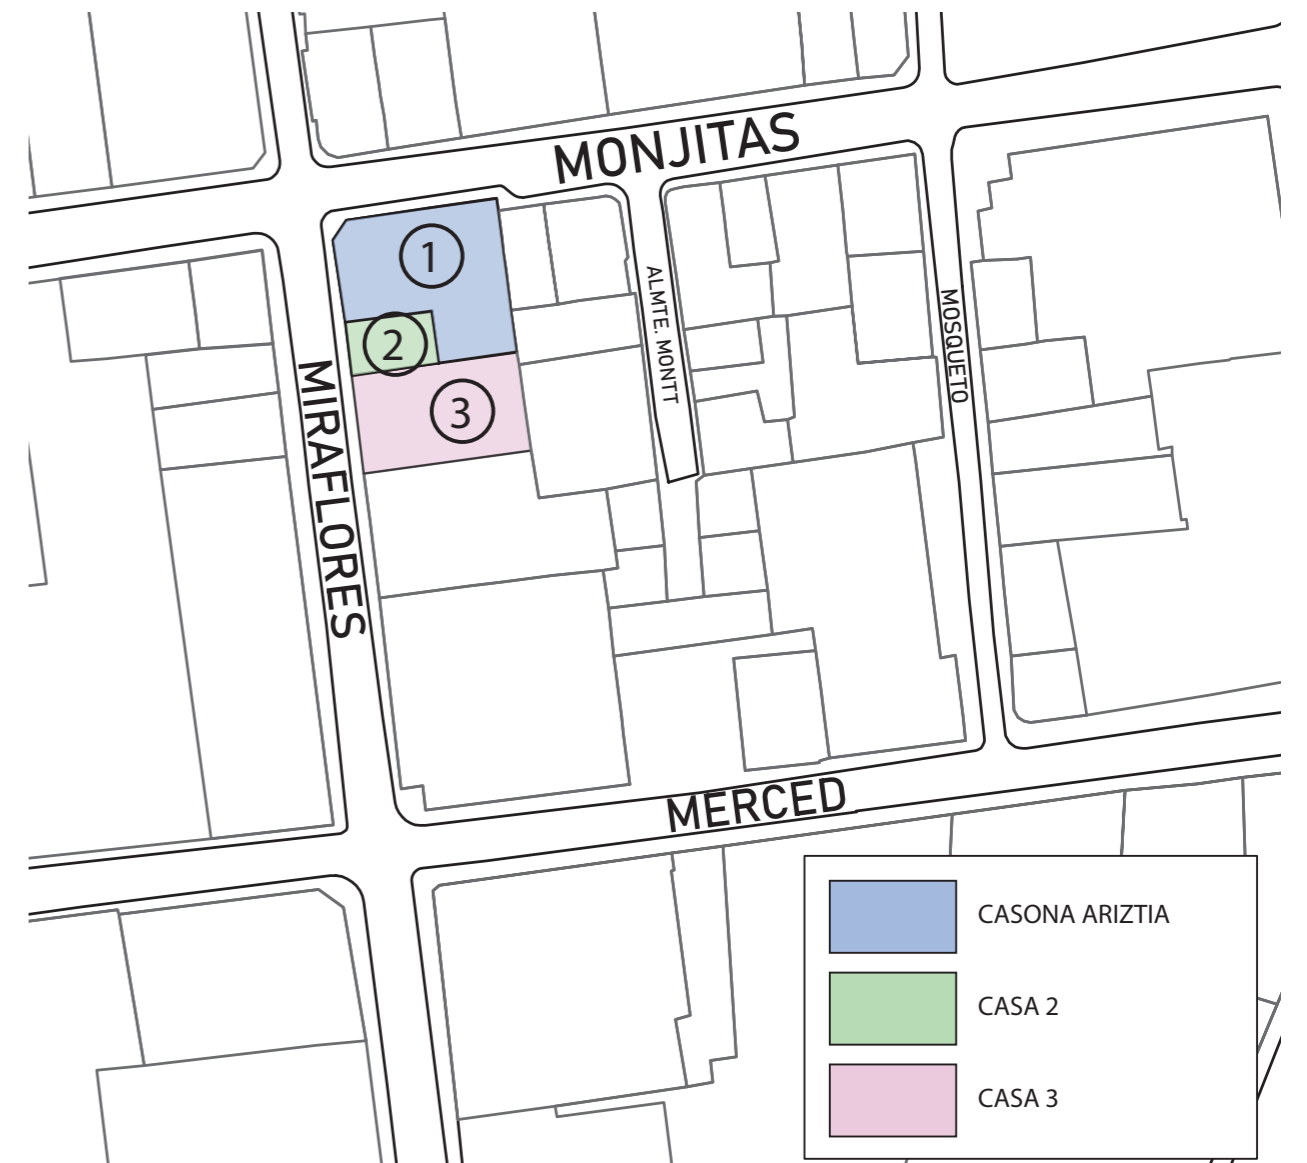 MONJITAS
1
ALMTE. MONTT
MOSQUETO
2
MIRAFLORES
3
MERCED
CASONA ARIZTIA
CASA 2
CASA 3